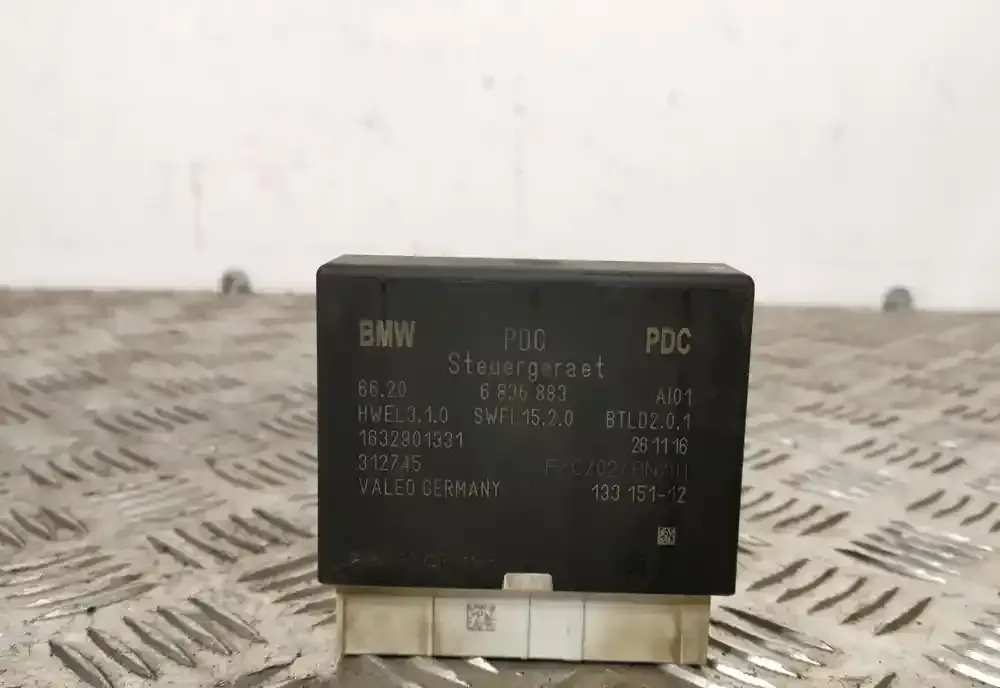 BMW PDC PDC
Steuergeraet
66.20 6 836 883 AI01
HWEL3.1.0 SWFL15.2.0 BTLD2.0.1
1632901331 26 11 16
312745
VALEO GERMANY 133 151-12